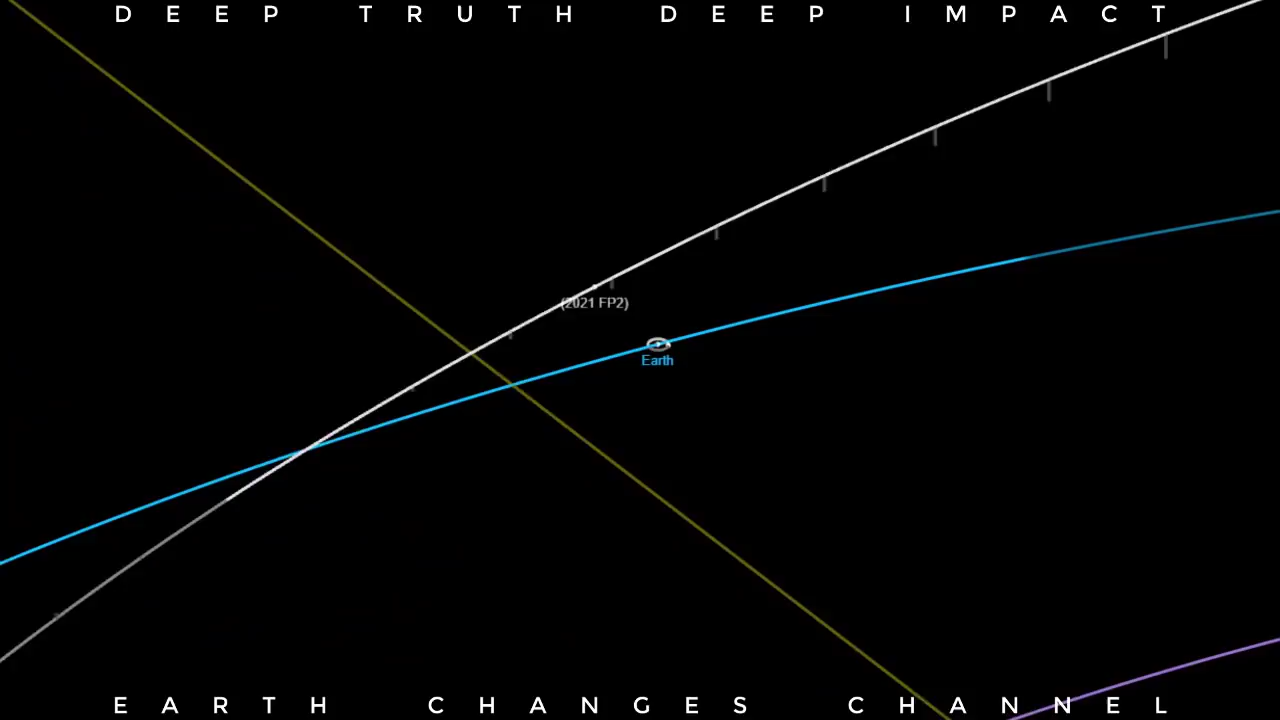 DEEP TRUTH DEEP IMPACT
(2021 FP2)
Earth
EARTH CHANGES CHANNEL